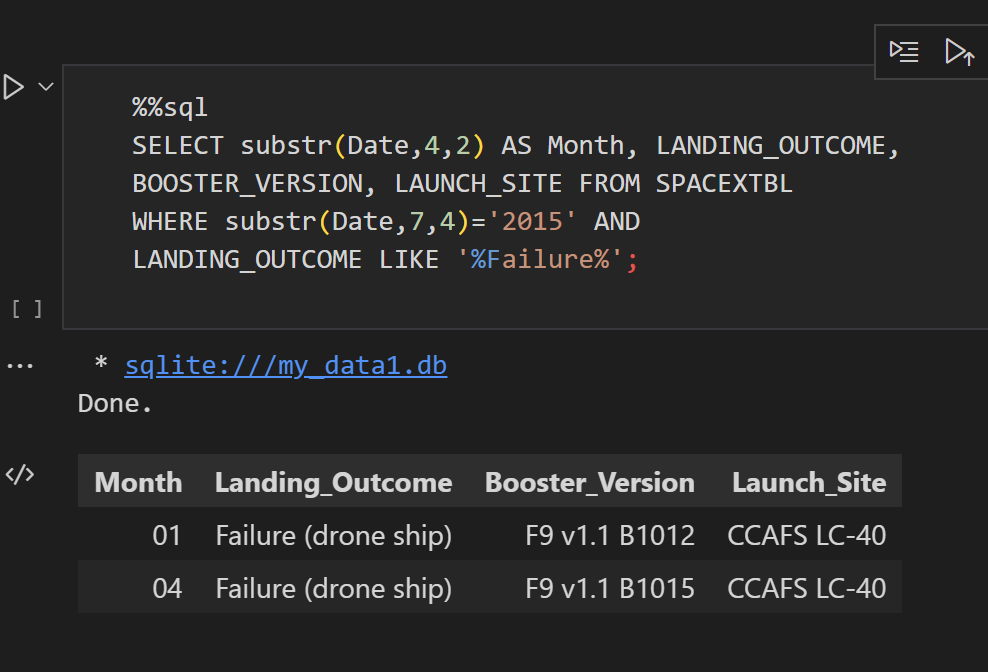 %%sql
SELECT substr(Date,4,2) AS Month, LANDING_OUTCOME,
BOOSTER_VERSION, LAUNCH_SITE FROM SPACEXTBL
WHERE substr(Date,7,4)='2015' AND
LANDING_OUTCOME LIKE '%Failure%';
[ ]
* sqlite:///my_data1.db
Done.
Month Landing_Outcome Booster_Version Launch_Site
01 Failure (drone ship) F9 v1.1 B1012 CCAFS LC-40
04 Failure (drone ship) F9 v1.1 B1015 CCAFS LC-40